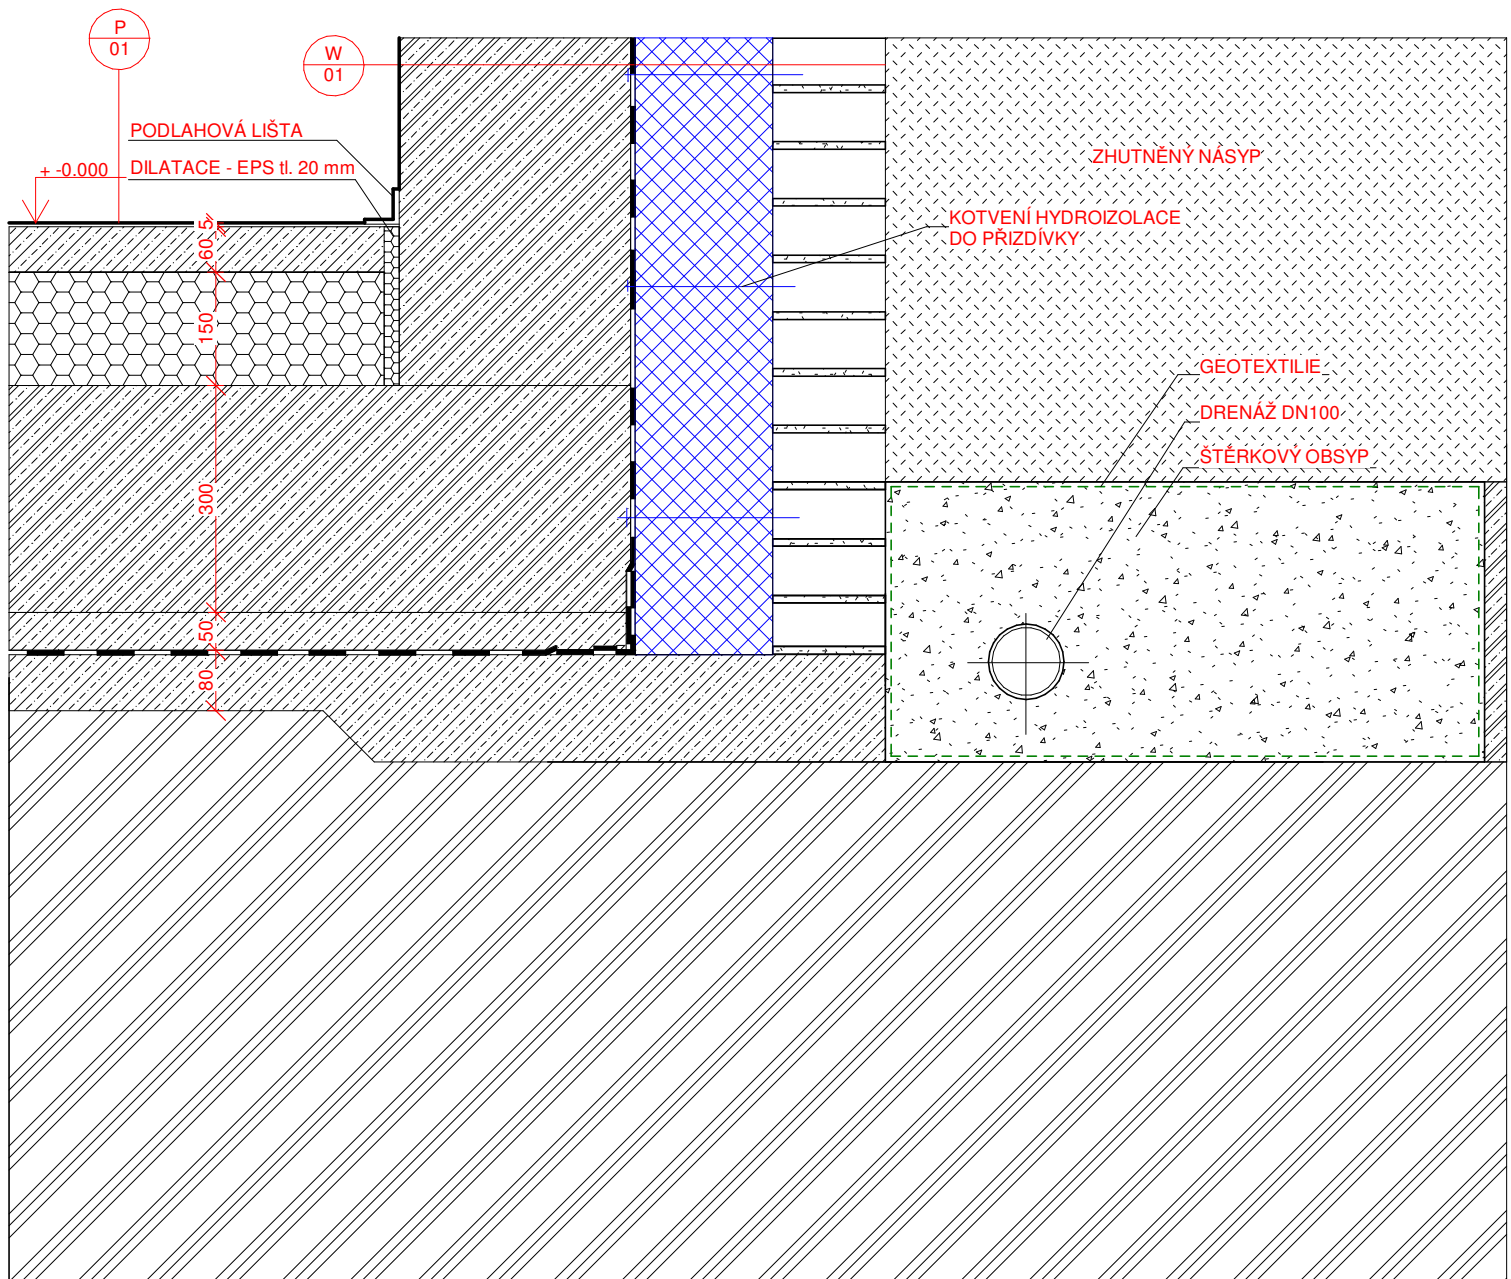 P
01
W
01
PODLAHOVÁ LIŠTA
+ -0.000
DILATACE - EPS tl. 20 mm
ZHUTNĚNÝ NÁSYP
KOTVENÍ HYDROIZOLACE
DO PŘIZDÍVKY
5
60
150
GEOTEXTILIE
DRENÁŽ DN100
ŠTĚRKOVÝ OBSYP
300
50
80